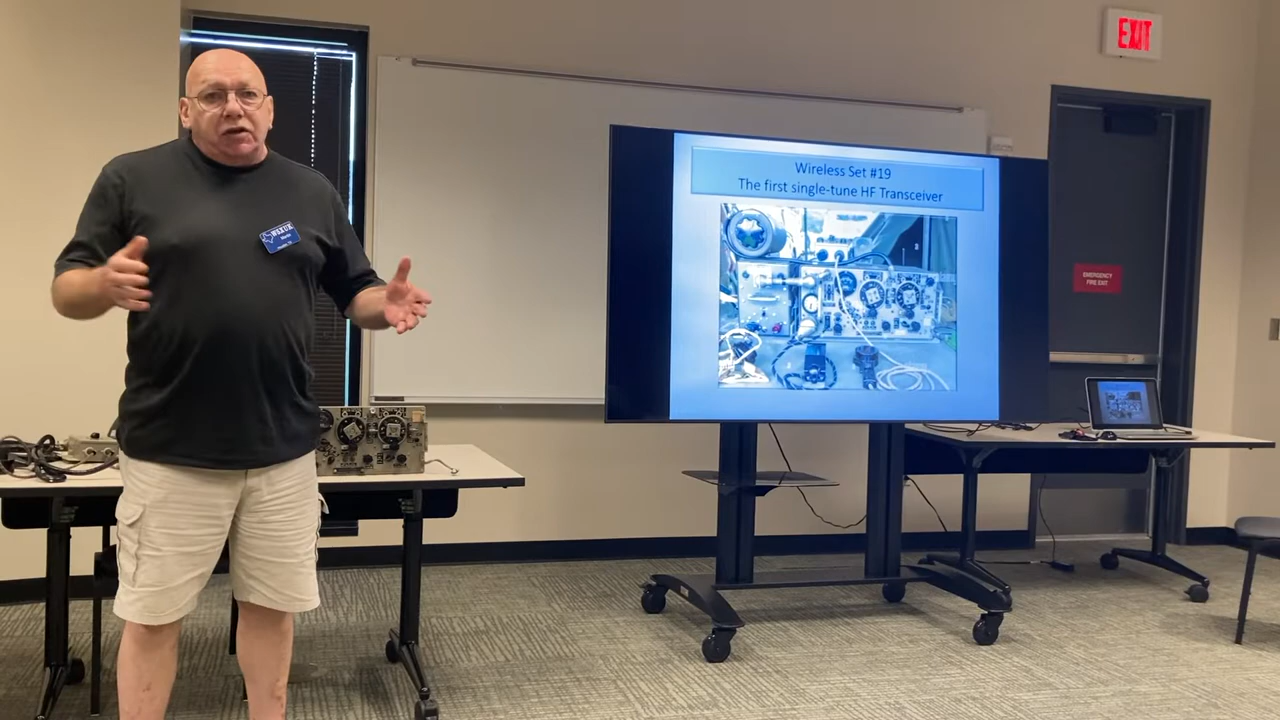 EXIT
Wireless Set #19
The first single-tune HF Transceiver
EMERGENCY
FIRE EXIT